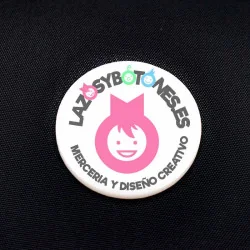 LAZOSYBOTONES.ES
MERCERIA Y DISEÑO CREATIVO